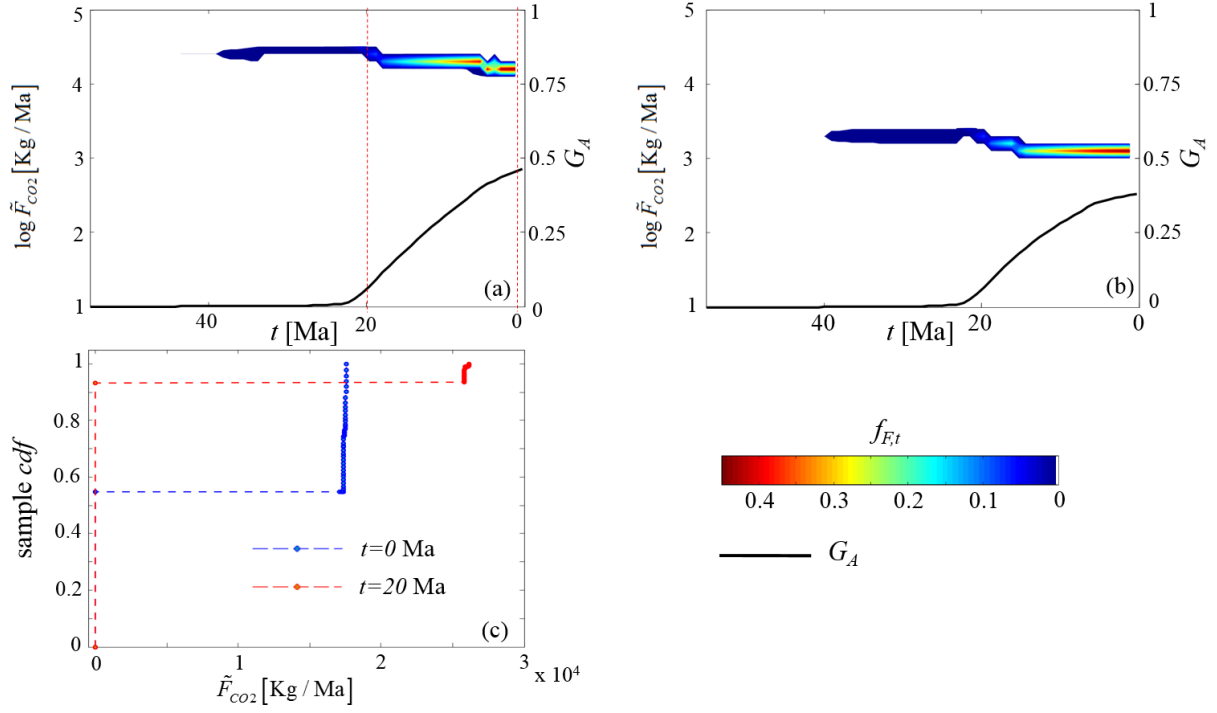 5
4
3
2
1
log F̃CO2 [Kg / Ma]
1
0.75
0.5
0.25
0
GA
(a)
40
20
0
t [Ma]
5
4
3
2
1
log F̃CO2 [Kg / Ma]
1
0.75
0.5
0.25
0
GA
(b)
40
20
0
t [Ma]
1
0.8
0.6
0.4
0.2
0
sample cdf
t=0 Ma
t=20 Ma
(c)
0
1
2
3
x 10^4
F̃CO2 [Kg / Ma]
fF,t
0.4
0.3
0.2
0.1
0
GA